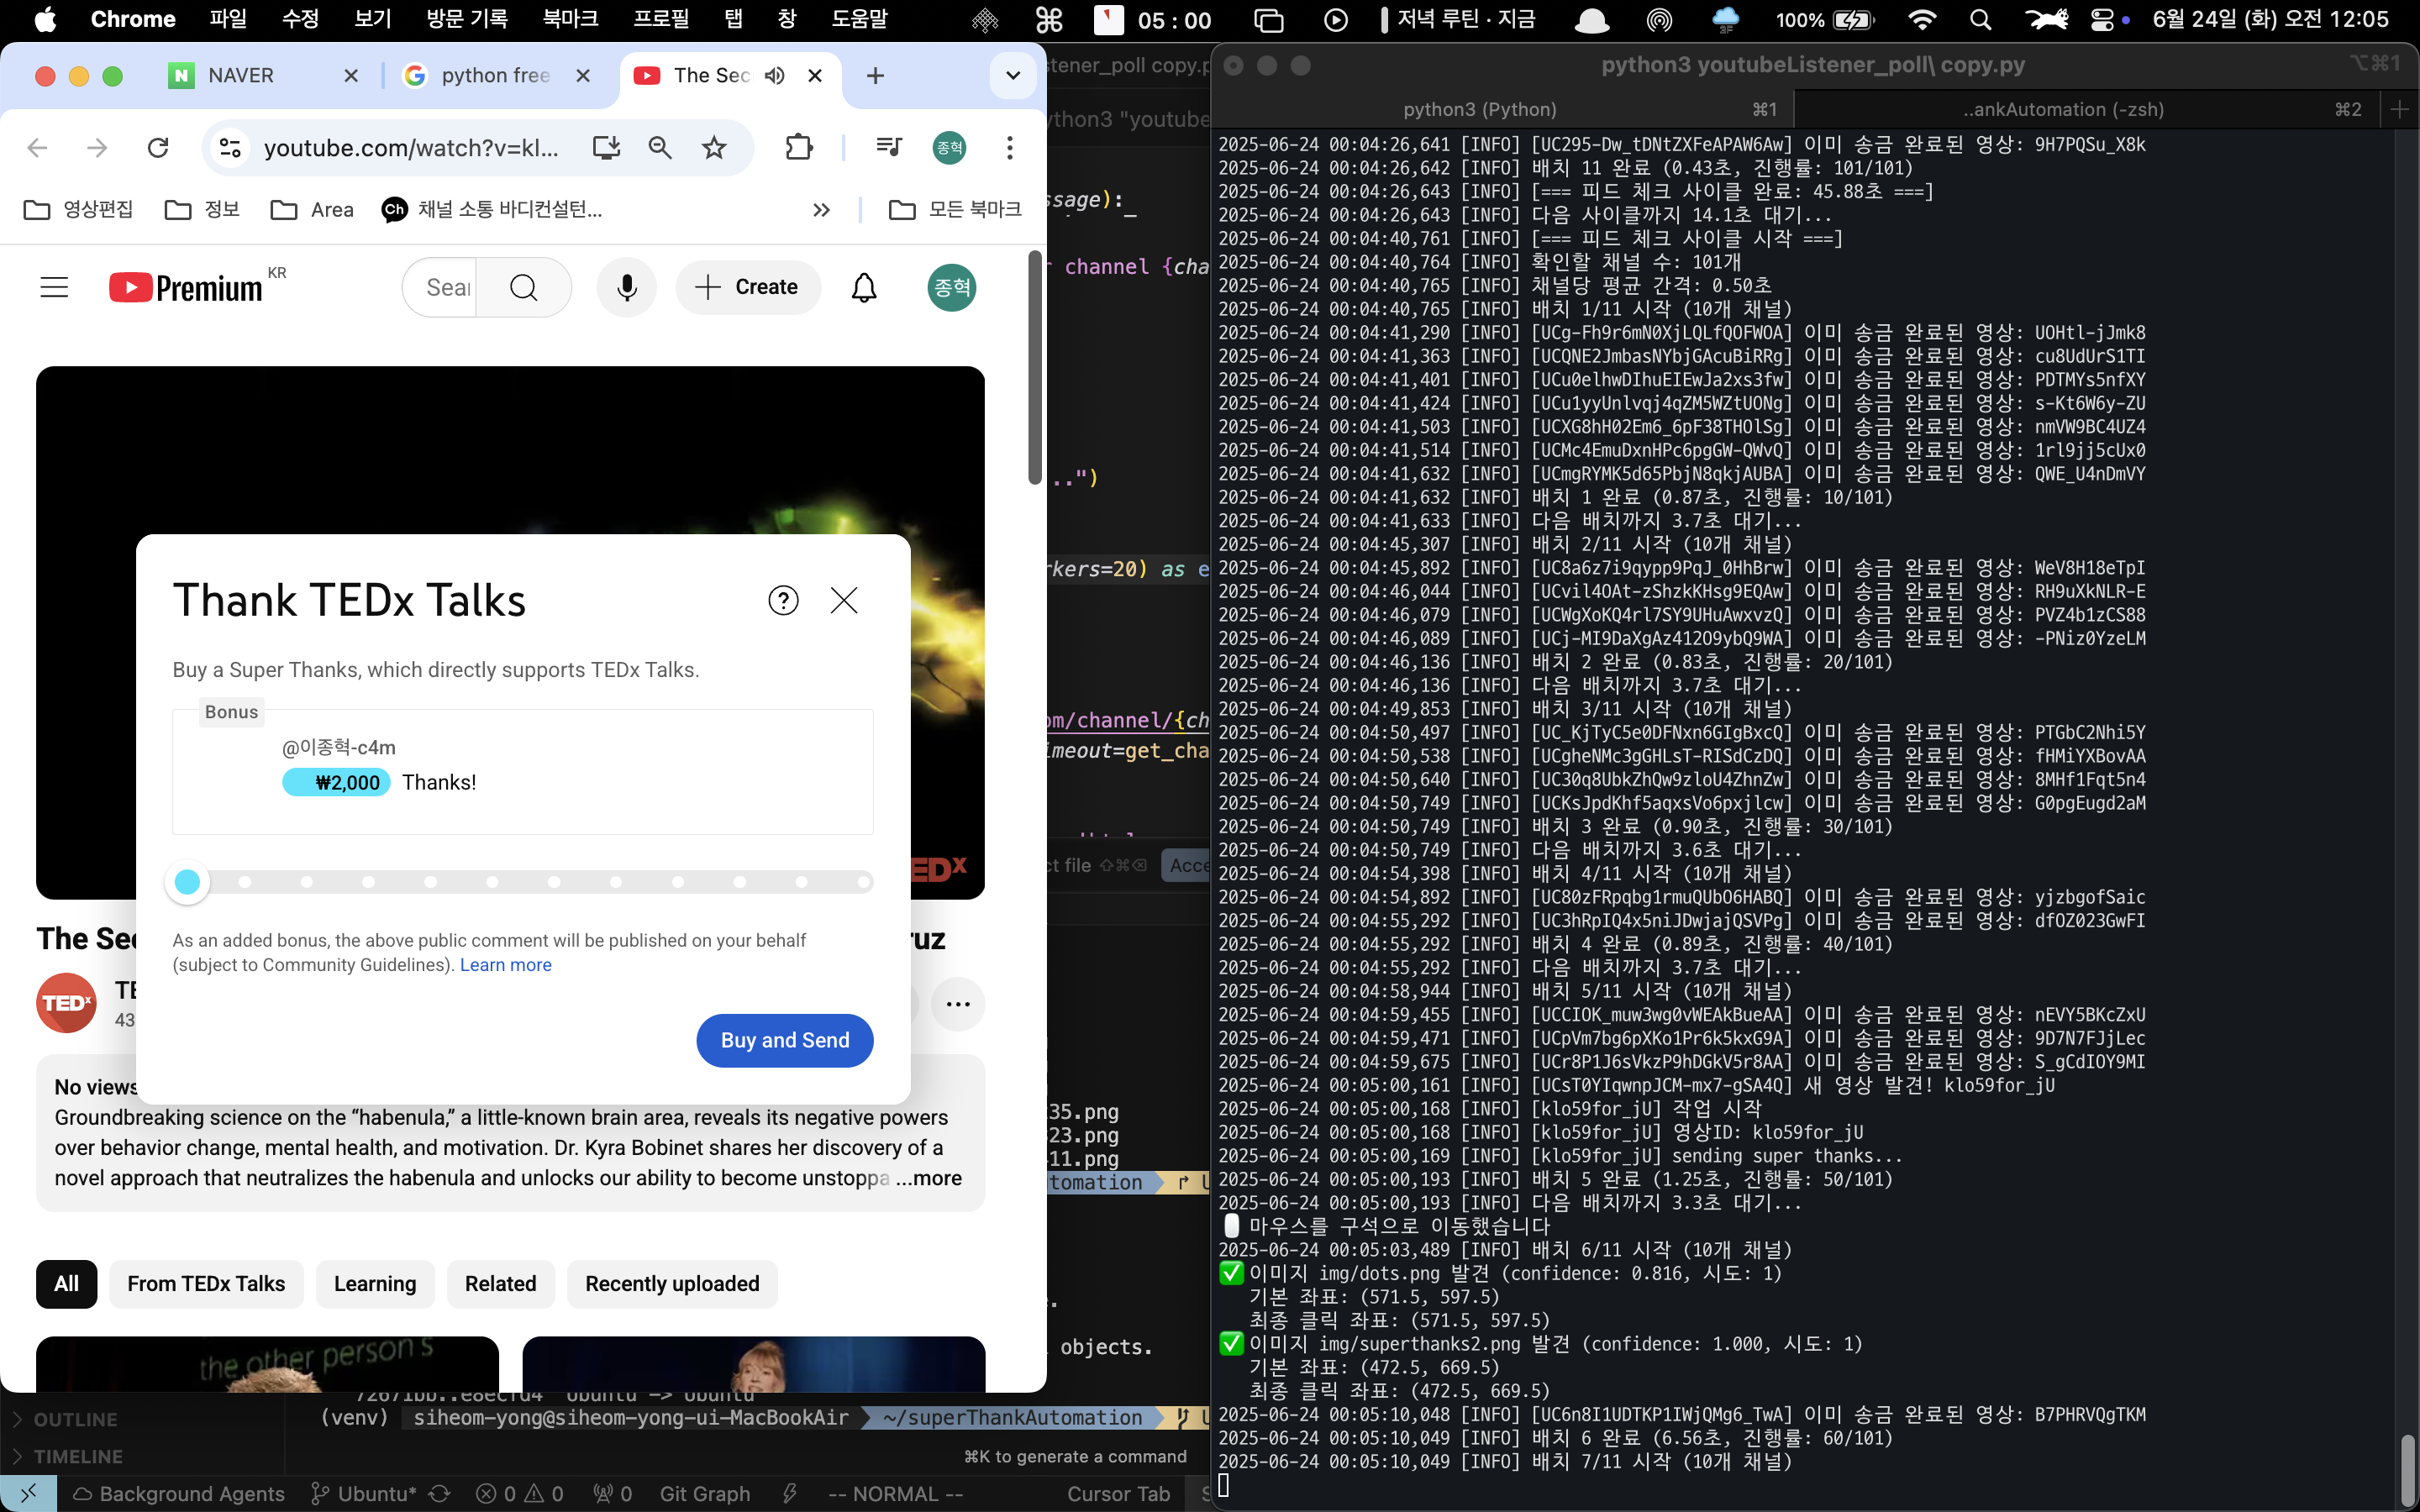 Chrome 파일 수정 보기 방문 기록 북마크 프로필 탭 창 도움말 05 : 00 저녁 루틴 · 지금 3F 100% 6월 24일 (화) 오전 12:05
NAVER
python free
The Sec
youtube.com/watch?v=kl...
종혁
영상편집 정보 Area 채널 소통 바디컨설턴... 모든 북마크
Premium KR
Sear
Create
종혁
Thank TEDx Talks
Buy a Super Thanks, which directly supports TEDx Talks.
Bonus
@이종혁-c4m
₩2,000 Thanks!
EDx
As an added bonus, the above public comment will be published on your behalf
(subject to Community Guidelines). Learn more
Buy and Send
The Sec
ruz
TEDx
TE
43
No views
Groundbreaking science on the “habenula,” a little-known brain area, reveals its negative powers
over behavior change, mental health, and motivation. Dr. Kyra Bobinet shares her discovery of a
novel approach that neutralizes the habenula and unlocks our ability to become unstoppa ...more
All From TEDx Talks Learning Related Recently uploaded
the other person's
stener_poll copy.p
ython3 "youtube
ssage):
r channel {cha
..")
rkers=20) as e
om/channel/{ch
imeout=get_cha
ct file ⇧⌘⌫ Acce
35.png
23.png
11.png
tomation
objects.
72671bb..e8ecfd4 Ubuntu -> Ubuntu
(venv) siheom-yong@siheom-yong-ui-MacBookAir ~/superThankAutomation
OUTLINE
TIMELINE
⌘K to generate a command
Background Agents Ubuntu* 0 0 0 Git Graph -- NORMAL -- Cursor Tab
python3 youtubeListener_poll\ copy.py ⌥⌘1
python3 (Python) ⌘1 ..ankAutomation (-zsh) ⌘2
2025-06-24 00:04:26,641 [INFO] [UC295-Dw_tDNtZXFeAPAW6Aw] 이미 송금 완료된 영상: 9H7PQSu_X8k
2025-06-24 00:04:26,642 [INFO] 배치 11 완료 (0.43초, 진행률: 101/101)
2025-06-24 00:04:26,643 [INFO] [=== 피드 체크 사이클 완료: 45.88초 ===]
2025-06-24 00:04:26,643 [INFO] 다음 사이클까지 14.1초 대기...
2025-06-24 00:04:40,761 [INFO] [=== 피드 체크 사이클 시작 ===]
2025-06-24 00:04:40,764 [INFO] 확인할 채널 수: 101개
2025-06-24 00:04:40,765 [INFO] 채널당 평균 간격: 0.50초
2025-06-24 00:04:40,765 [INFO] 배치 1/11 시작 (10개 채널)
2025-06-24 00:04:41,290 [INFO] [UCg-Fh9r6mN0XjLQLfQOFWOA] 이미 송금 완료된 영상: UOHtl-jJmk8
2025-06-24 00:04:41,363 [INFO] [UCQNE2JmbasNYbjGAcuBiRRg] 이미 송금 완료된 영상: cu8UdUrS1TI
2025-06-24 00:04:41,401 [INFO] [UCu0elhwDIhuEIEwJa2xs3fw] 이미 송금 완료된 영상: PDTMYs5nfXY
2025-06-24 00:04:41,424 [INFO] [UCu1yyUnlvqj4qZM5WZtUONg] 이미 송금 완료된 영상: s-Kt6W6y-ZU
2025-06-24 00:04:41,503 [INFO] [UCXG8hH02Em6_6pF38THOlSg] 이미 송금 완료된 영상: nmVW9BC4UZ4
2025-06-24 00:04:41,514 [INFO] [UCMc4EmuDxnHPc6pgGW-QWvQ] 이미 송금 완료된 영상: 1rl9jj5cUx0
2025-06-24 00:04:41,632 [INFO] [UCmgRYMK5d65PbjN8qkjAUBA] 이미 송금 완료된 영상: QWE_U4nDmVY
2025-06-24 00:04:41,632 [INFO] 배치 1 완료 (0.87초, 진행률: 10/101)
2025-06-24 00:04:41,633 [INFO] 다음 배치까지 3.7초 대기...
2025-06-24 00:04:45,307 [INFO] 배치 2/11 시작 (10개 채널)
2025-06-24 00:04:45,892 [INFO] [UC8a6z7i9qypp9PqJ_0HhBrw] 이미 송금 완료된 영상: WeV8H18eTpI
2025-06-24 00:04:46,044 [INFO] [UCvil4OAt-zShzkKHsg9EQAw] 이미 송금 완료된 영상: RH9uXkNLR-E
2025-06-24 00:04:46,079 [INFO] [UCWgXoKQ4rl7SY9UHuAwxvzQ] 이미 송금 완료된 영상: PVZ4b1zCS88
2025-06-24 00:04:46,089 [INFO] [UCj-MI9DaXgAz412O9ybQ9WA] 이미 송금 완료된 영상: -PNiz0YzeLM
2025-06-24 00:04:46,136 [INFO] 배치 2 완료 (0.83초, 진행률: 20/101)
2025-06-24 00:04:46,136 [INFO] 다음 배치까지 3.7초 대기...
2025-06-24 00:04:49,853 [INFO] 배치 3/11 시작 (10개 채널)
2025-06-24 00:04:50,497 [INFO] [UC_KjTyC5e0DFNxn6GIgBxcQ] 이미 송금 완료된 영상: PTGbC2Nhi5Y
2025-06-24 00:04:50,538 [INFO] [UCgheNMc3gGHLsT-RISdCzDQ] 이미 송금 완료된 영상: fHMiYXBovAA
2025-06-24 00:04:50,640 [INFO] [UC30q8UbkZhQw9zloU4ZhnZw] 이미 송금 완료된 영상: 8MHf1Fqt5n4
2025-06-24 00:04:50,749 [INFO] [UCKsJpdKhf5aqxsVo6pxjlcw] 이미 송금 완료된 영상: G0pgEugd2aM
2025-06-24 00:04:50,749 [INFO] 배치 3 완료 (0.90초, 진행률: 30/101)
2025-06-24 00:04:50,749 [INFO] 다음 배치까지 3.6초 대기...
2025-06-24 00:04:54,398 [INFO] 배치 4/11 시작 (10개 채널)
2025-06-24 00:04:54,892 [INFO] [UC80zFRpqbg1rmuQUbO6HABQ] 이미 송금 완료된 영상: yjzbgofSaic
2025-06-24 00:04:55,292 [INFO] [UC3hRpIQ4x5niJDwjajQSVPg] 이미 송금 완료된 영상: dfOZ023GwFI
2025-06-24 00:04:55,292 [INFO] 배치 4 완료 (0.89초, 진행률: 40/101)
2025-06-24 00:04:55,292 [INFO] 다음 배치까지 3.7초 대기...
2025-06-24 00:04:58,944 [INFO] 배치 5/11 시작 (10개 채널)
2025-06-24 00:04:59,455 [INFO] [UCCIOK_muw3wg0vWEAkBueAA] 이미 송금 완료된 영상: nEVY5BKcZxU
2025-06-24 00:04:59,471 [INFO] [UCpVm7bg6pXKo1Pr6k5kxG9A] 이미 송금 완료된 영상: 9D7N7FJjLec
2025-06-24 00:04:59,675 [INFO] [UCr8P1J6sVkzP9hDGkV5r8AA] 이미 송금 완료된 영상: S_gCdIOY9MI
2025-06-24 00:05:00,161 [INFO] [UCsT0YIqwnpJCM-mx7-gSA4Q] 새 영상 발견! klo59for_jU
2025-06-24 00:05:00,168 [INFO] [klo59for_jU] 작업 시작
2025-06-24 00:05:00,168 [INFO] [klo59for_jU] 영상ID: klo59for_jU
2025-06-24 00:05:00,169 [INFO] [klo59for_jU] sending super thanks...
2025-06-24 00:05:00,193 [INFO] 배치 5 완료 (1.25초, 진행률: 50/101)
2025-06-24 00:05:00,193 [INFO] 다음 배치까지 3.3초 대기...
마우스를 구석으로 이동했습니다
2025-06-24 00:05:03,489 [INFO] 배치 6/11 시작 (10개 채널)
✅ 이미지 img/dots.png 발견 (confidence: 0.816, 시도: 1)
기본 좌표: (571.5, 597.5)
최종 클릭 좌표: (571.5, 597.5)
✅ 이미지 img/superthanks2.png 발견 (confidence: 1.000, 시도: 1)
기본 좌표: (472.5, 669.5)
최종 클릭 좌표: (472.5, 669.5)
2025-06-24 00:05:10,048 [INFO] [UC6n8I1UDTKP1IWjQMg6_TwA] 이미 송금 완료된 영상: B7PHRVQgTKM
2025-06-24 00:05:10,049 [INFO] 배치 6 완료 (6.56초, 진행률: 60/101)
2025-06-24 00:05:10,049 [INFO] 배치 7/11 시작 (10개 채널)